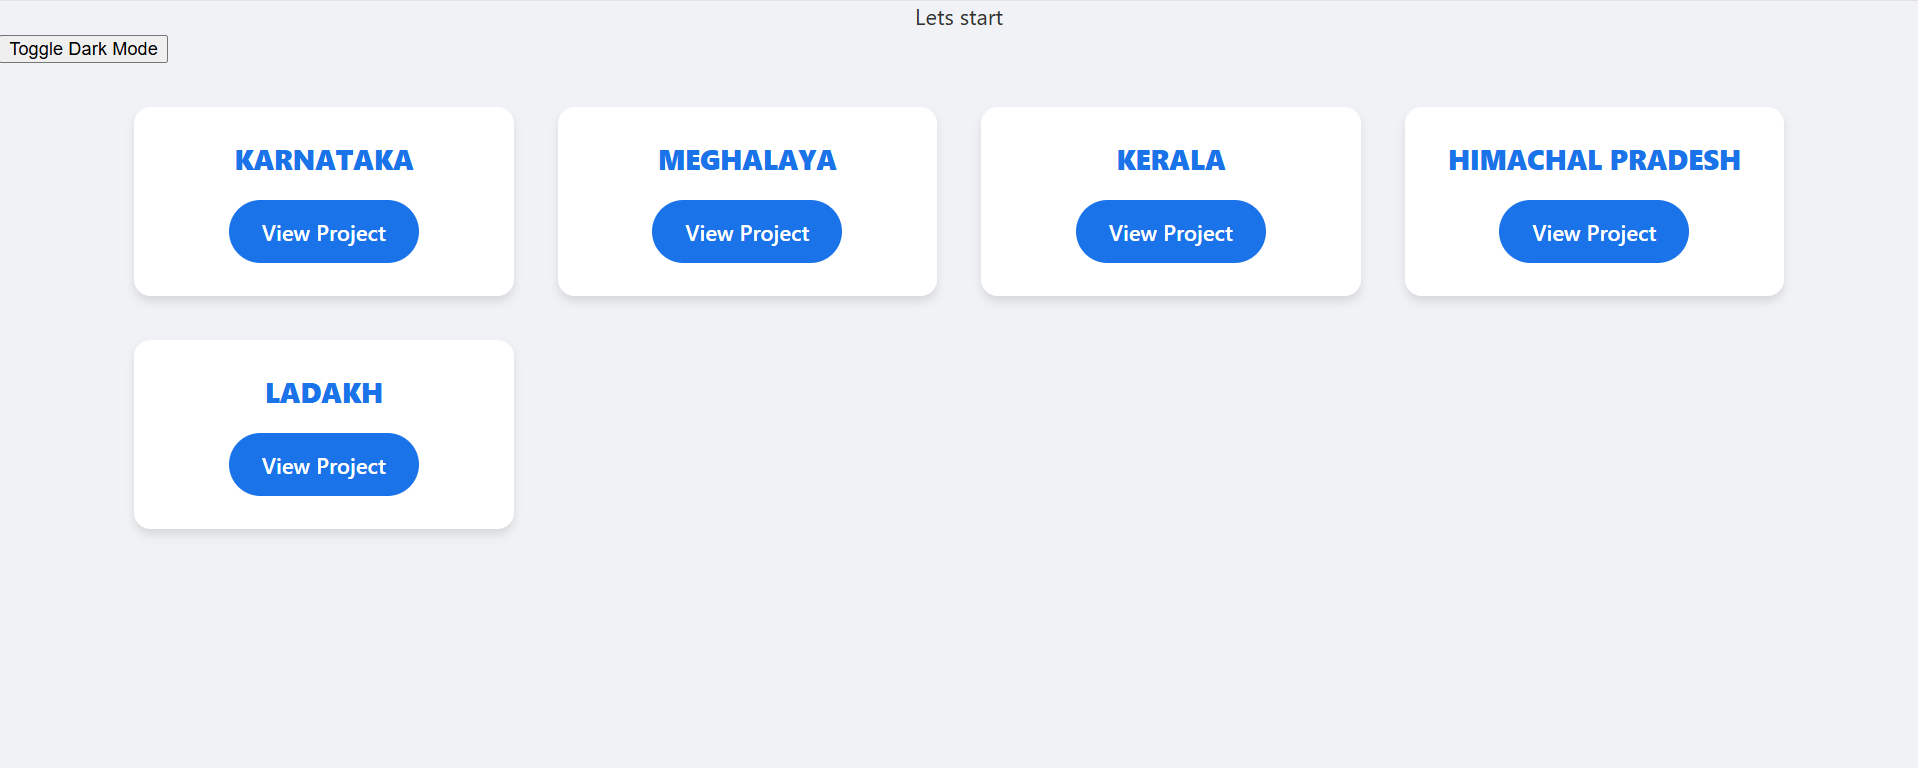 Lets start
Toggle Dark Mode
KARNATAKA
View Project
MEGHALAYA
View Project
KERALA
View Project
HIMACHAL PRADESH
View Project
LADAKH
View Project